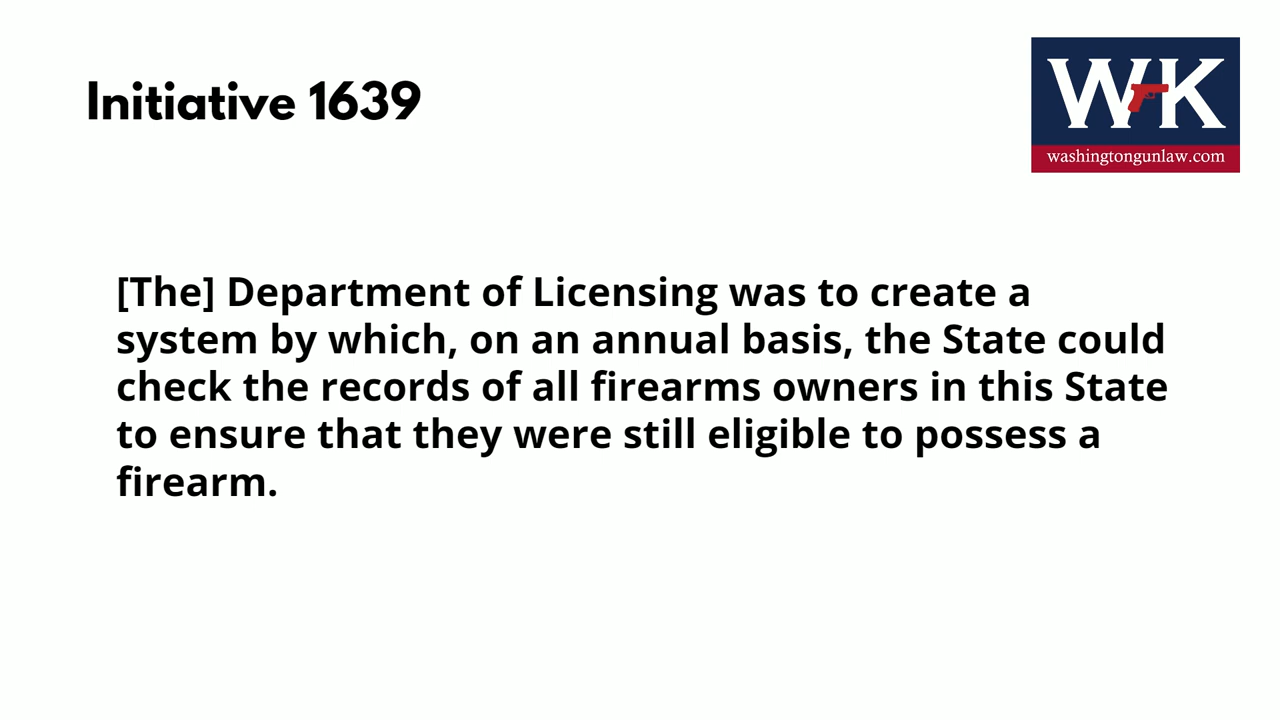 Initiative 1639
WK
washingtongunlaw.com
[The] Department of Licensing was to create a
system by which, on an annual basis, the State could
check the records of all firearms owners in this State
to ensure that they were still eligible to possess a
firearm.